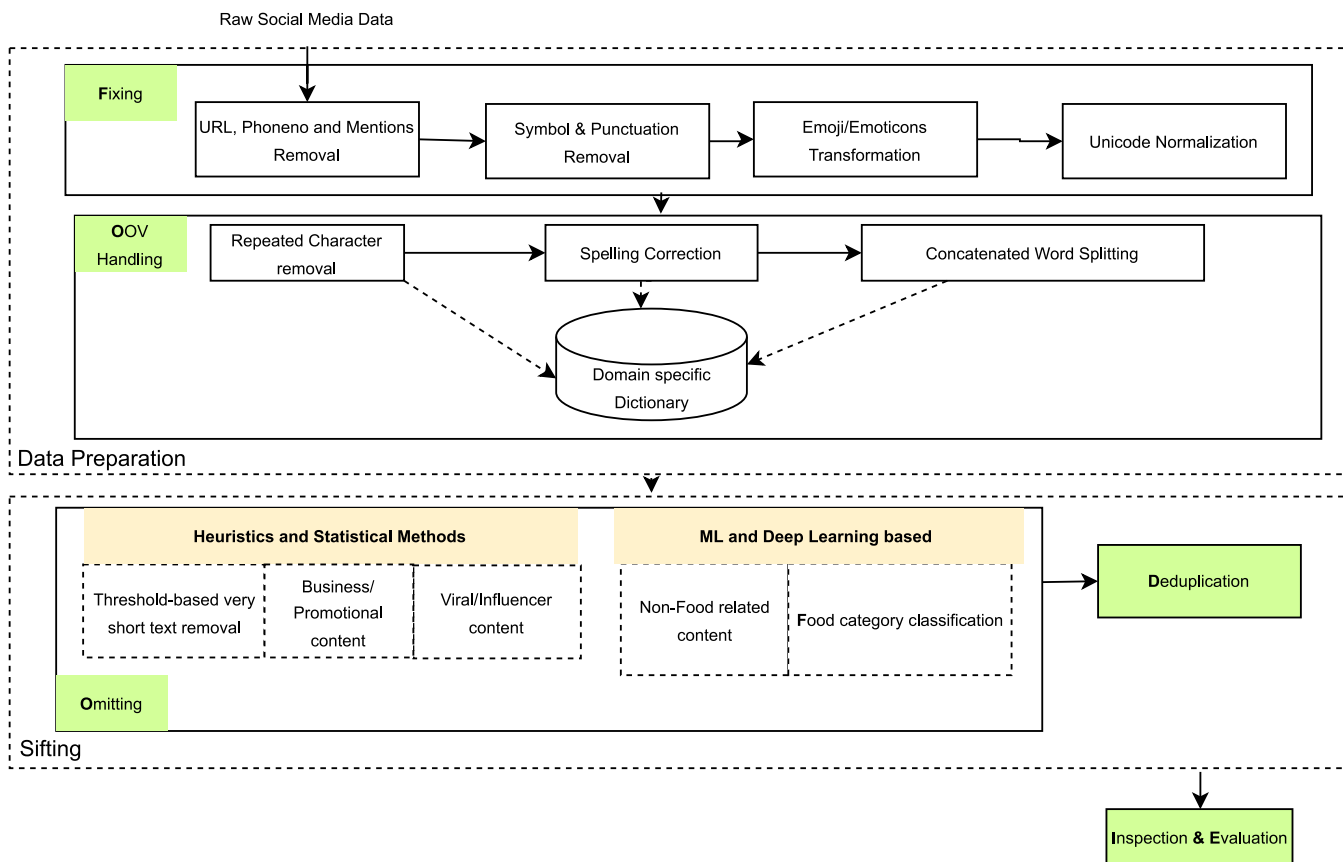 Raw Social Media Data
Fixing
URL, Phoneno and Mentions
Removal
Symbol & Punctuation
Removal
Emoji/Emoticons
Transformation
Unicode Normalization
OOV
Handling
Repeated Character
removal
Spelling Correction
Concatenated Word Splitting
Domain specific
Dictionary
Data Preparation
Heuristics and Statistical Methods
ML and Deep Learning based
Threshold-based very
short text removal
Business/
Promotional
content
Viral/Influencer
content
Non-Food related
content
Food category classification
Deduplication
Omitting
Sifting
Inspection & Evaluation